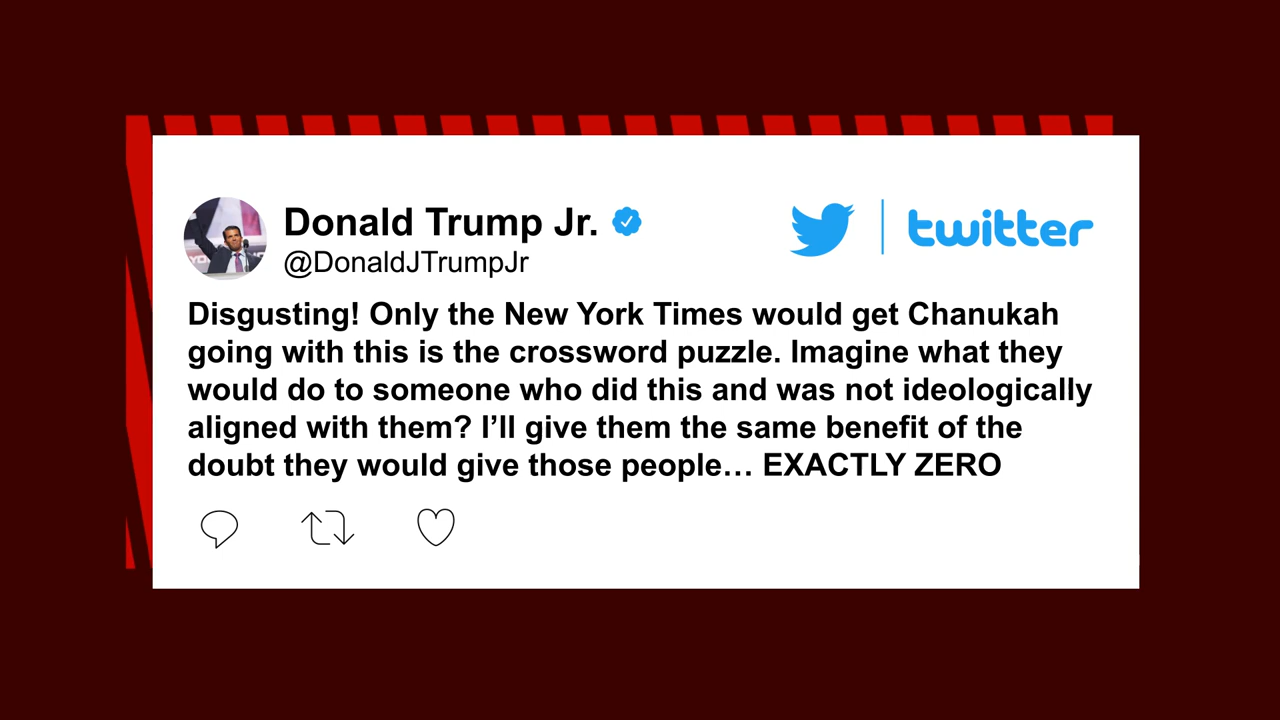 Donald Trump Jr.
twitter
@DonaldJTrumpJr
Disgusting! Only the New York Times would get Chanukah
going with this is the crossword puzzle. Imagine what they
would do to someone who did this and was not ideologically
aligned with them? I’ll give them the same benefit of the
doubt they would give those people… EXACTLY ZERO